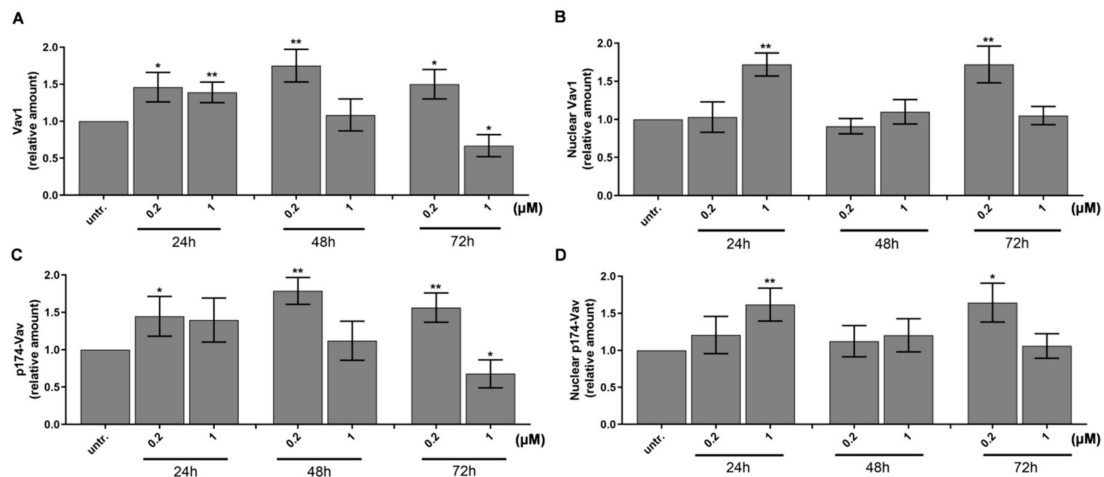 A
Vav1
(relative amount)
2.0
1.5
1.0
0.5
0.0
* ** ** * *
untr. 0.2 1 0.2 1 0.2 1 (μM)
24h 48h 72h
B
Nuclear Vav1
(relative amount)
2.0
1.5
1.0
0.5
0.0
** **
untr. 0.2 1 0.2 1 0.2 1 (μM)
24h 48h 72h
C
p174-Vav
(relative amount)
2.0
1.5
1.0
0.5
0.0
* ** ** *
untr. 0.2 1 0.2 1 0.2 1 (μM)
24h 48h 72h
D
Nuclear p174-Vav
(relative amount)
2.0
1.5
1.0
0.5
0.0
** *
untr. 0.2 1 0.2 1 0.2 1 (μM)
24h 48h 72h